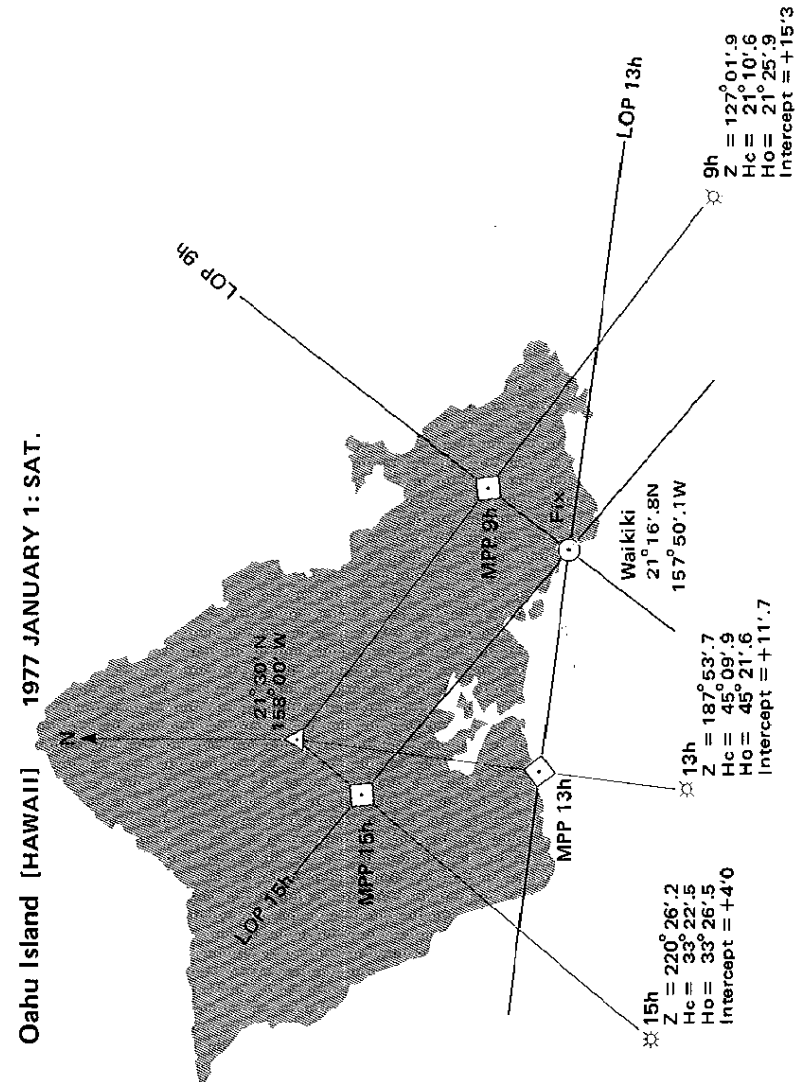 Oahu Island [HAWAII] 1977 JANUARY 1: SAT.
N
21°30'N
158°00'W
LOP 9h
LOP 15h
MPP 15h
MPP 9h
Fix
LOP 13h
MPP 13h
Waikiki
21°16'.8N
157°50'.1W
15h
Z = 220°26'.2
Hc = 33°22'.5
Ho = 33°26'.5
Intercept = +4'0
13h
Z = 187°53'.7
Hc = 45°09'.9
Ho = 45°21'.6
Intercept = +11'.7
9h
Z = 127°01'.9
Hc = 21°10'.6
Ho = 21°25'.9
Intercept = +15'3